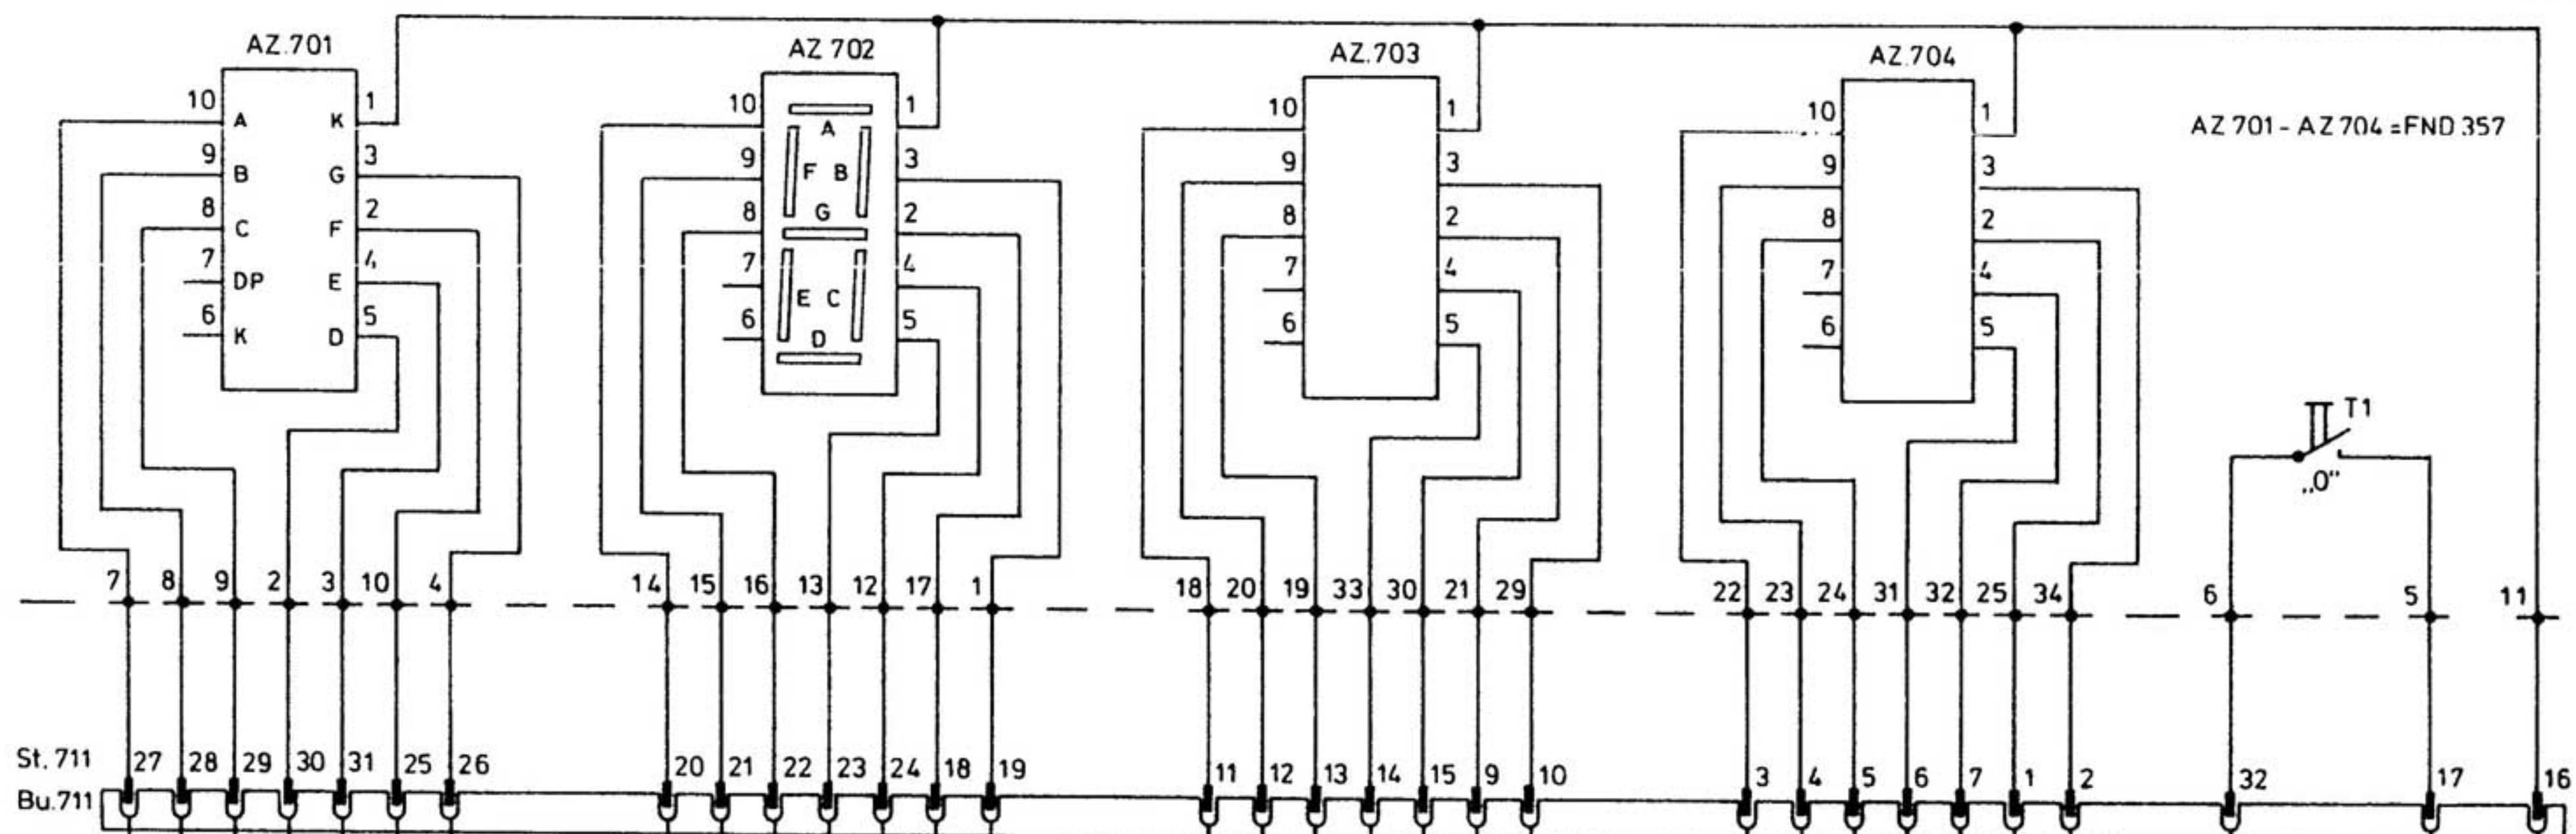 AZ.701 AZ 702 AZ.703 AZ.704
10 1 10 1 10 1 10 1
A K A
AZ 701 - AZ 704 = FND 357
9 3 9 3 9 3 9 3
B G F B
8 2 8 G 2 8 2 8 2
C F
7 4 7 4 7 4 7 4
DP E E C
6 5 6 5 6 5 6 5
K D D
T1
„0"
7 8 9 2 3 10 4 14 15 16 13 12 17 1 18 20 19 33 30 21 29 22 23 24 31 32 25 34 6 5 11
St. 711 27 28 29 30 31 25 26 20 21 22 23 24 18 19 11 12 13 14 15 9 10 3 4 5 6 7 1 2 32 17 16
Bu.711